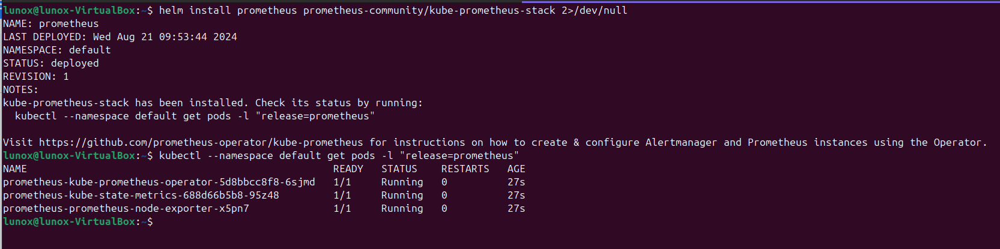 lunox@lunox-VirtualBox:~$ helm install prometheus prometheus-community/kube-prometheus-stack 2>/dev/null
NAME: prometheus
LAST DEPLOYED: Wed Aug 21 09:53:44 2024
NAMESPACE: default
STATUS: deployed
REVISION: 1
NOTES:
kube-prometheus-stack has been installed. Check its status by running:
  kubectl --namespace default get pods -l "release=prometheus"

Visit https://github.com/prometheus-operator/kube-prometheus for instructions on how to create & configure Alertmanager and Prometheus instances using the Operator.
lunox@lunox-VirtualBox:~$ kubectl --namespace default get pods -l "release=prometheus"
NAME                                                   READY   STATUS    RESTARTS   AGE
prometheus-kube-prometheus-operator-5d8bbcc8f8-6sjmd   1/1     Running   0          27s
prometheus-kube-state-metrics-688d66b5b8-95z48         1/1     Running   0          27s
prometheus-prometheus-node-exporter-x5pn7              1/1     Running   0          27s
lunox@lunox-VirtualBox:~$